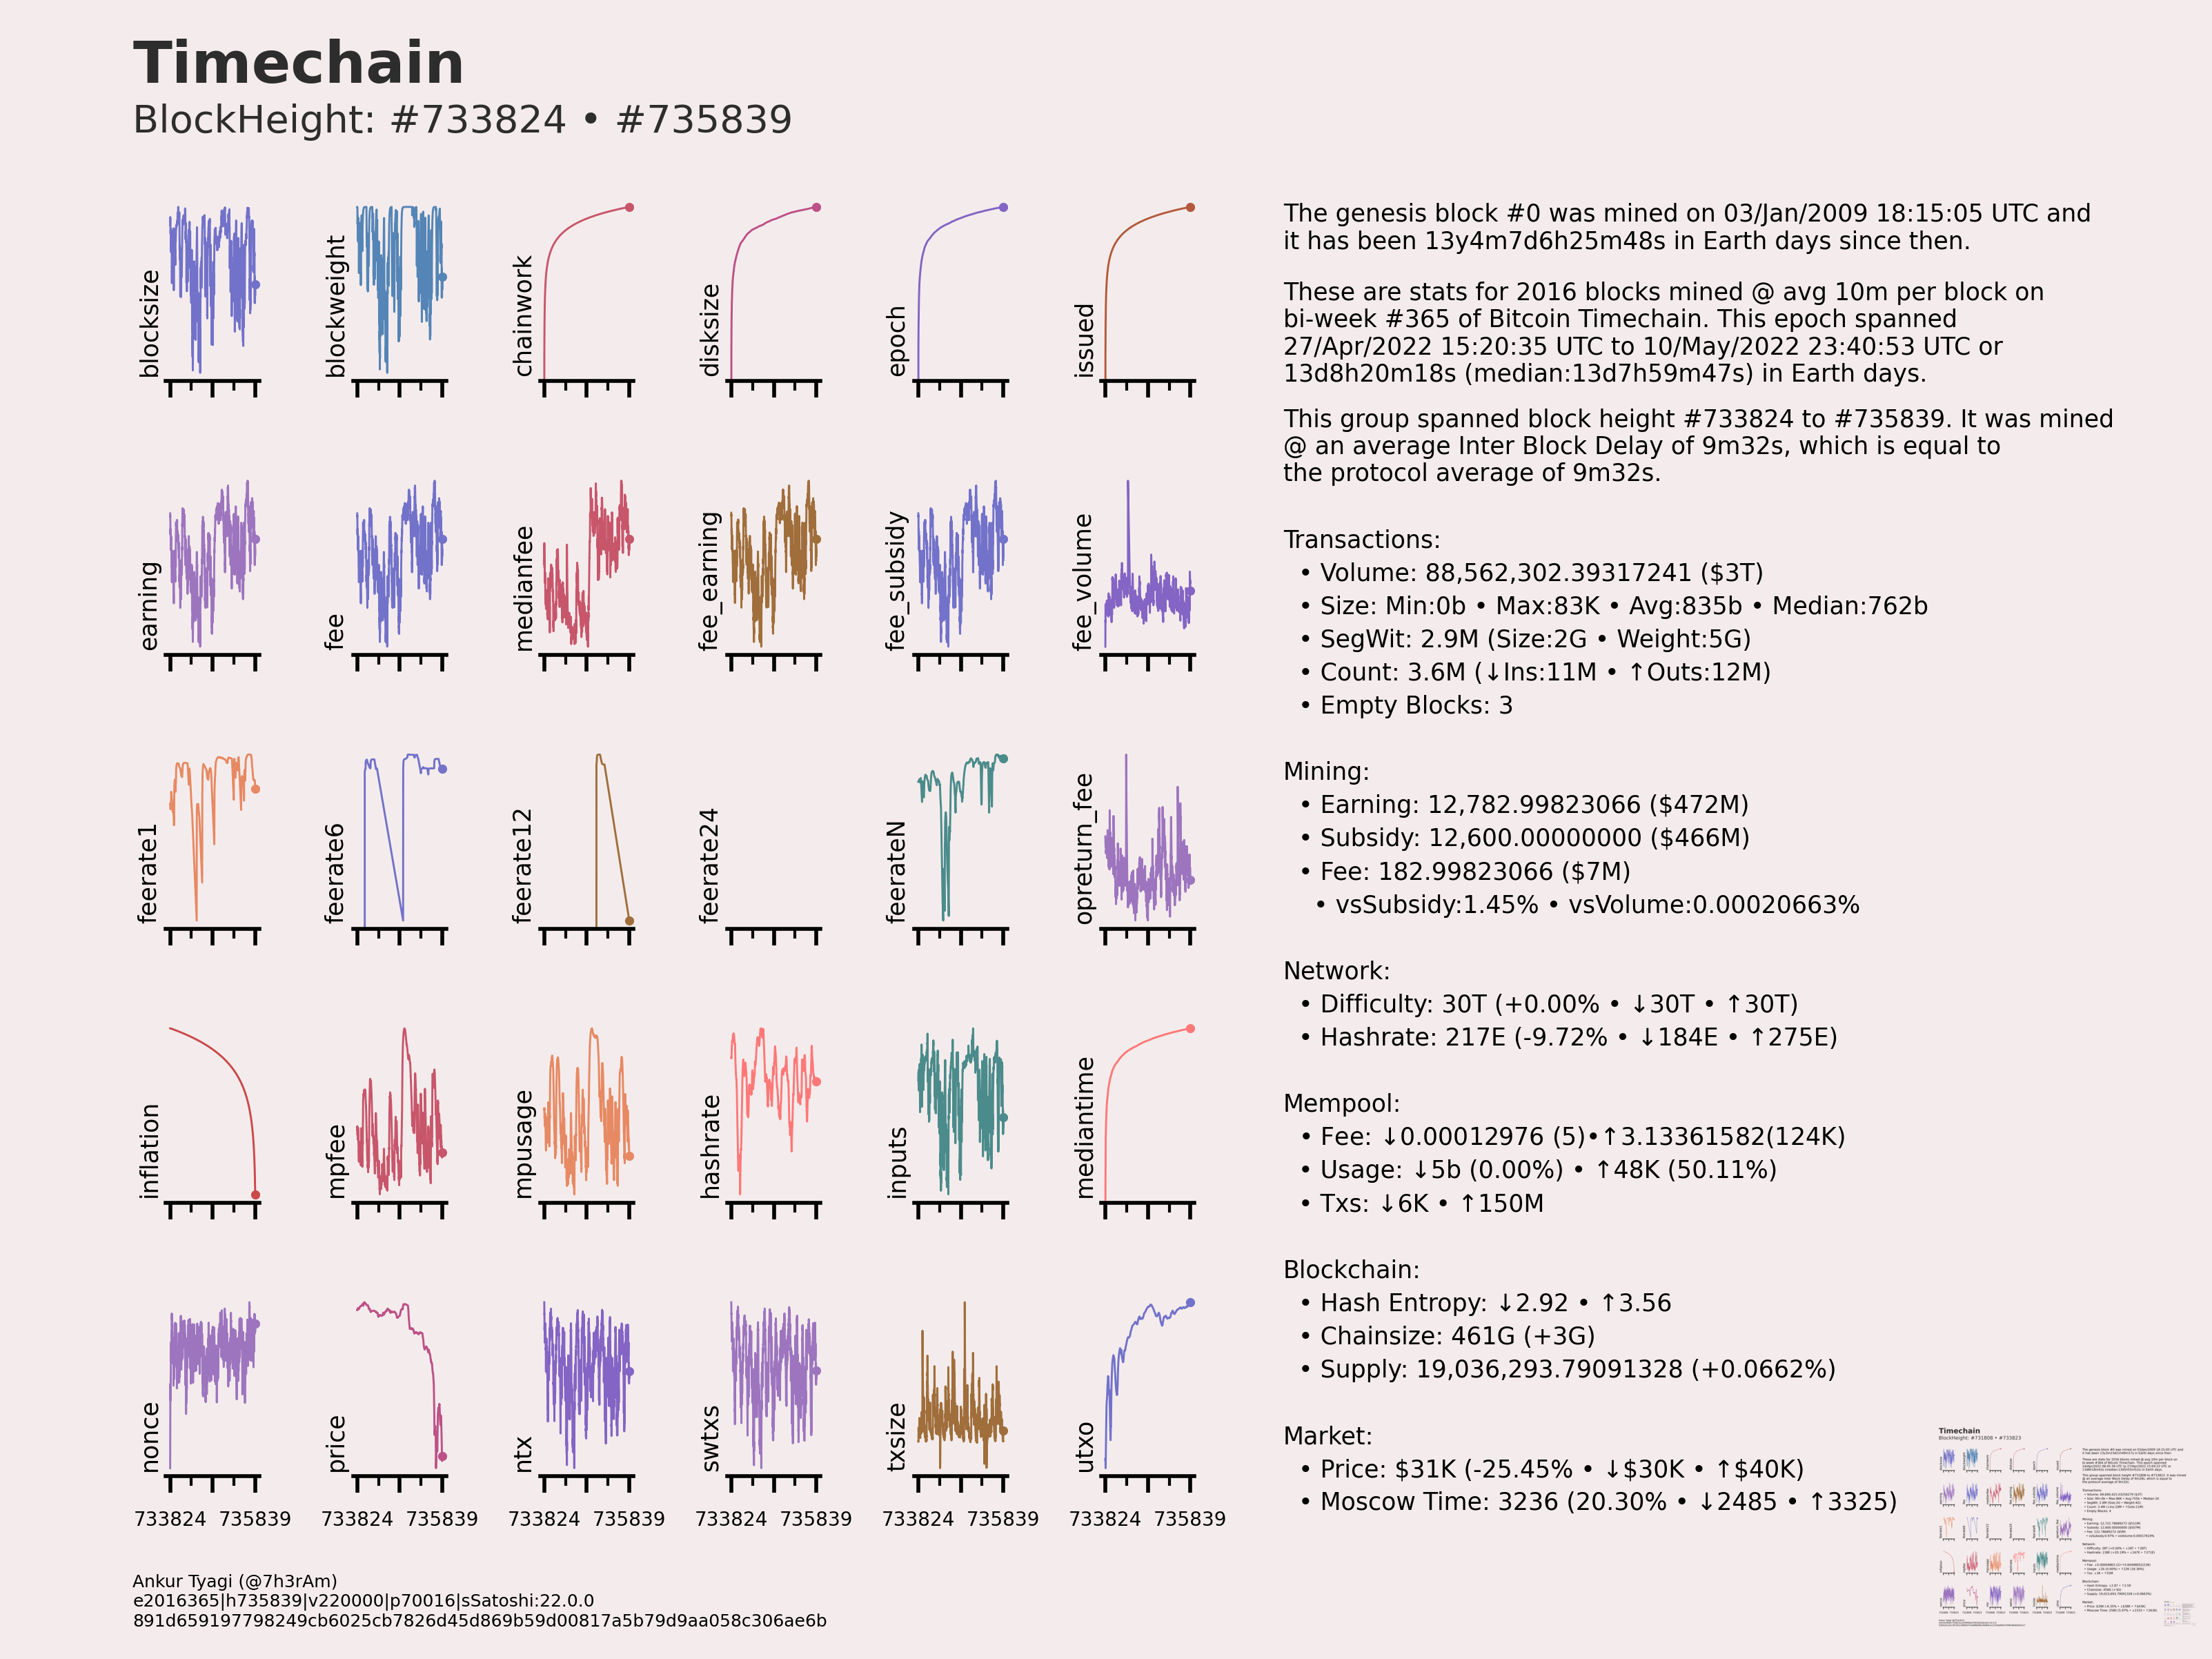 Timechain
BlockHeight: #733824 • #735839
blocksize
blockweight
chainwork
disksize
epoch
issued
earning
fee
medianfee
fee_earning
fee_subsidy
fee_volume
feerate1
feerate6
feerate12
feerate24
feerateN
opreturn_fee
inflation
mpfee
mpusage
hashrate
inputs
mediantime
nonce
price
ntx
swtxs
txsize
utxo
733824 735839 733824 735839 733824 735839 733824 735839 733824 735839 733824 735839
The genesis block #0 was mined on 03/Jan/2009 18:15:05 UTC and
it has been 13y4m7d6h25m48s in Earth days since then.
These are stats for 2016 blocks mined @ avg 10m per block on
bi-week #365 of Bitcoin Timechain. This epoch spanned
27/Apr/2022 15:20:35 UTC to 10/May/2022 23:40:53 UTC or
13d8h20m18s (median:13d7h59m47s) in Earth days.
This group spanned block height #733824 to #735839. It was mined
@ an average Inter Block Delay of 9m32s, which is equal to
the protocol average of 9m32s.
Transactions:
• Volume: 88,562,302.39317241 ($3T)
• Size: Min:0b • Max:83K • Avg:835b • Median:762b
• SegWit: 2.9M (Size:2G • Weight:5G)
• Count: 3.6M (↓Ins:11M • ↑Outs:12M)
• Empty Blocks: 3
Mining:
• Earning: 12,782.99823066 ($472M)
• Subsidy: 12,600.00000000 ($466M)
• Fee: 182.99823066 ($7M)
• vsSubsidy:1.45% • vsVolume:0.00020663%
Network:
• Difficulty: 30T (+0.00% • ↓30T • ↑30T)
• Hashrate: 217E (-9.72% • ↓184E • ↑275E)
Mempool:
• Fee: ↓0.00012976 (5)•↑3.13361582(124K)
• Usage: ↓5b (0.00%) • ↑48K (50.11%)
• Txs: ↓6K • ↑150M
Blockchain:
• Hash Entropy: ↓2.92 • ↑3.56
• Chainsize: 461G (+3G)
• Supply: 19,036,293.79091328 (+0.0662%)
Market:
• Price: $31K (-25.45% • ↓$30K • ↑$40K)
• Moscow Time: 3236 (20.30% • ↓2485 • ↑3325)
Ankur Tyagi (@7h3rAm)
e2016365|h735839|v220000|p70016|sSatoshi:22.0.0
891d659197798249cb6025cb7826d45d869b59d00817a5b79d9aa058c306ae6b
Timechain
BlockHeight: #731808 • #733823